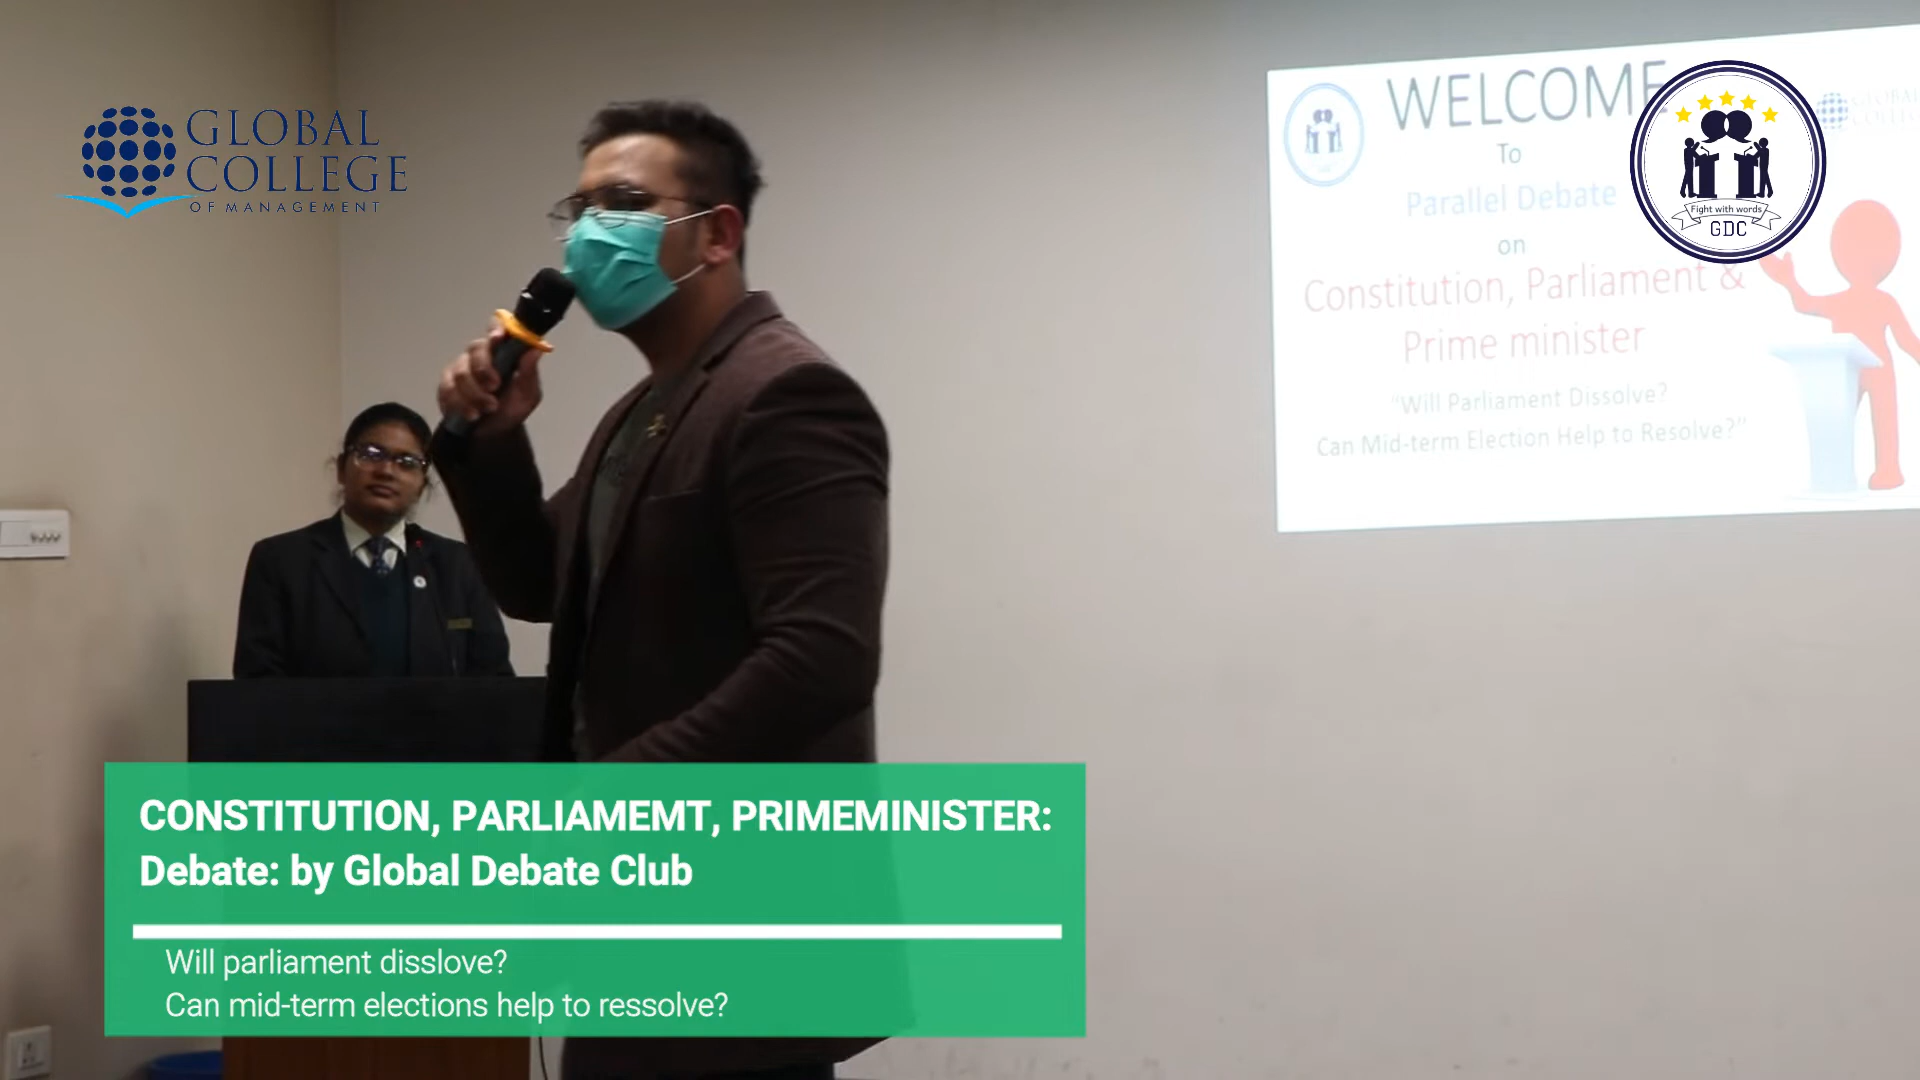 GLOBAL
COLLEGE
OF MANAGEMENT
WELCOME
To
Parallel Debate
on
Constitution, Parliament &
Prime minister
"Will Parliament Dissolve?
Can Mid-term Election Help to Resolve?"
Fight with words
GDC
GLOBAL
COLLEGE
CONSTITUTION, PARLIAMEMT, PRIMEMINISTER:
Debate: by Global Debate Club
Will parliament disslove?
Can mid-term elections help to ressolve?